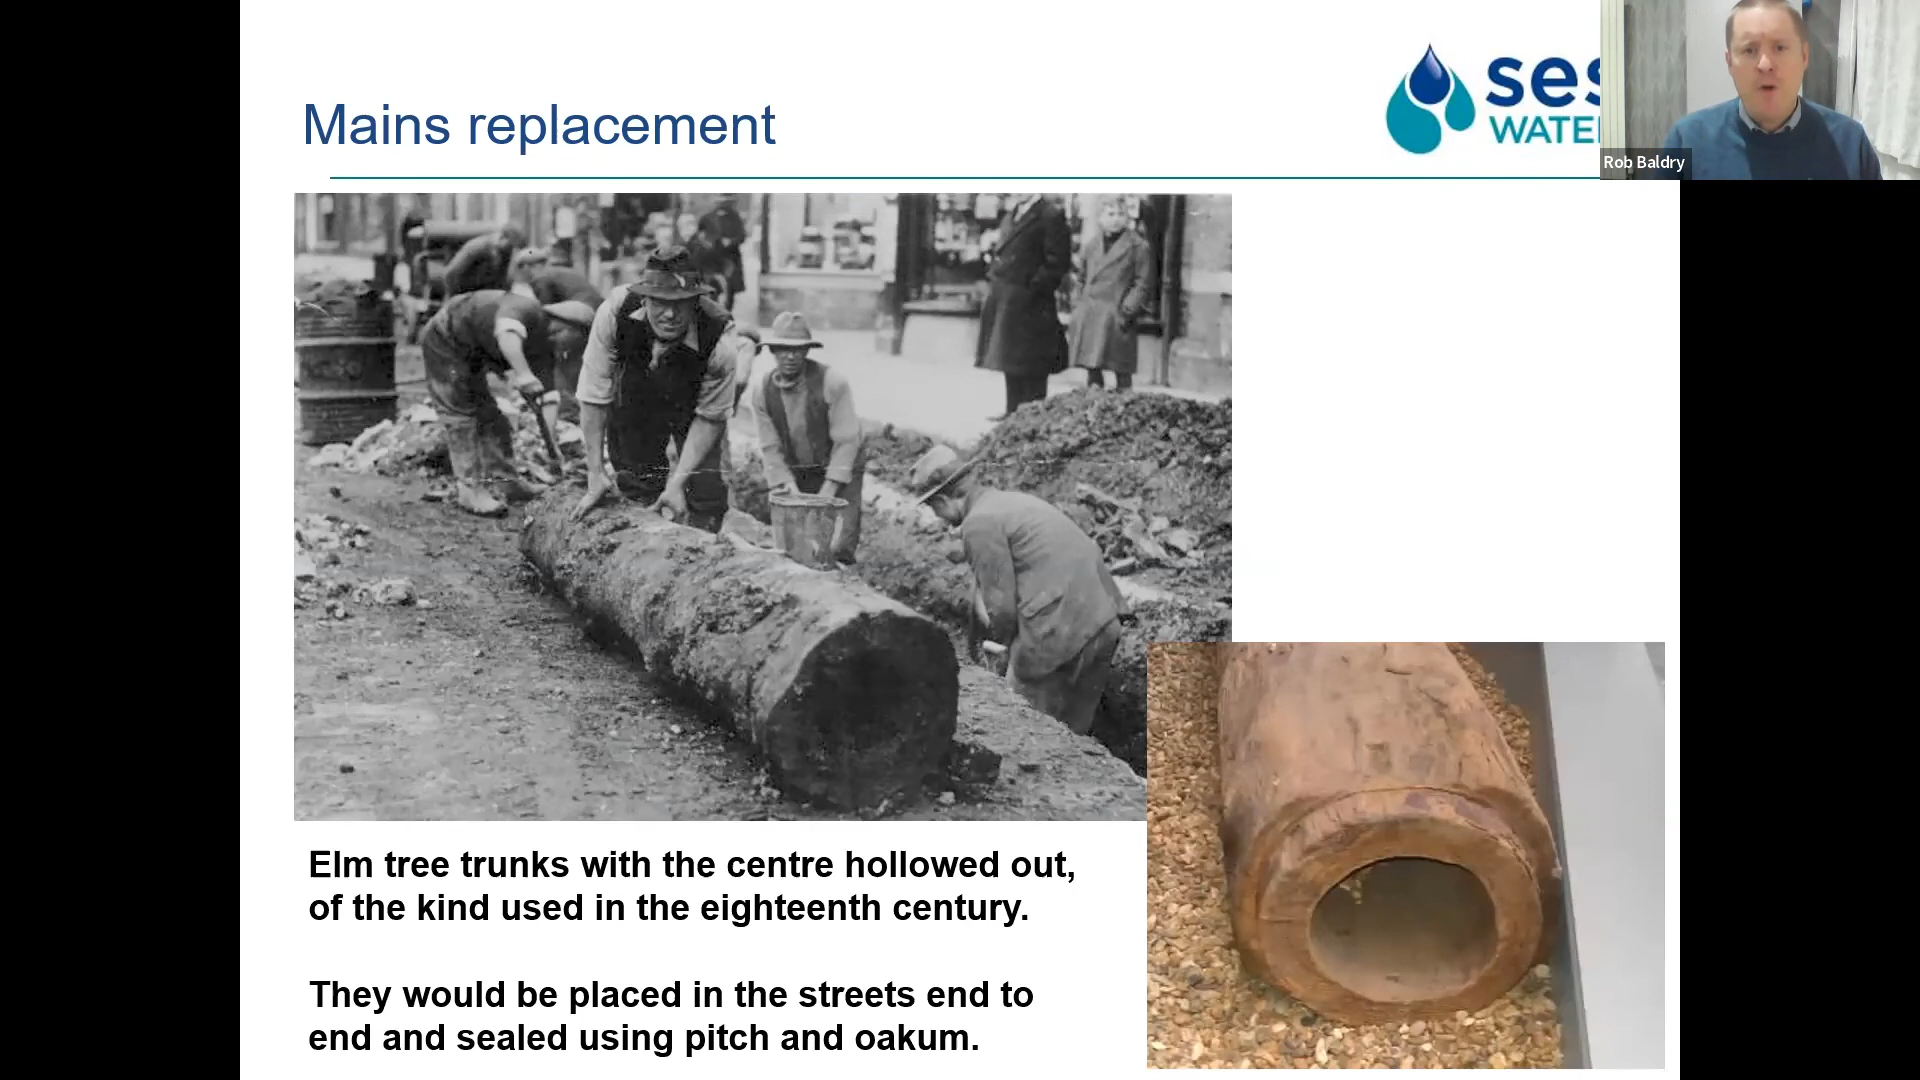 Mains replacement
ses
WATER
Rob Baldry
Elm tree trunks with the centre hollowed out,
of the kind used in the eighteenth century.
They would be placed in the streets end to
end and sealed using pitch and oakum.